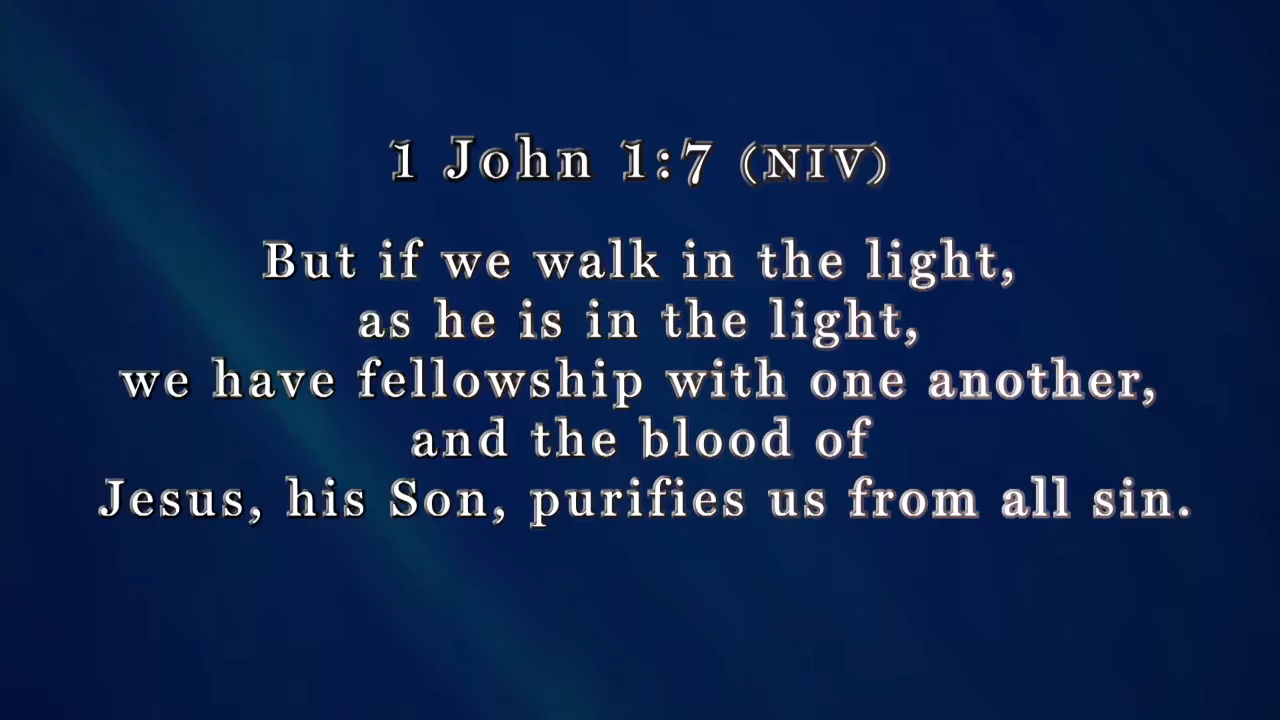 1 John 1:7 (NIV)
But if we walk in the light,
as he is in the light,
we have fellowship with one another,
and the blood of
Jesus, his Son, purifies us from all sin.